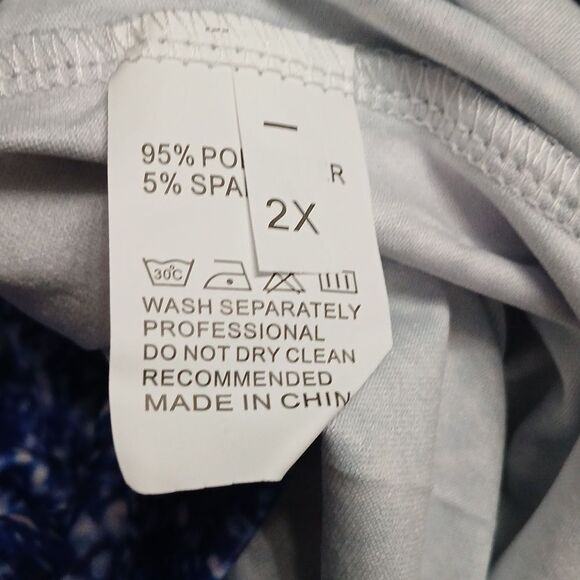 95% PO
5% SPA
R
2X
30°C
WASH SEPARATELY
PROFESSIONAL
DO NOT DRY CLEAN
RECOMMENDED
MADE IN CHIN